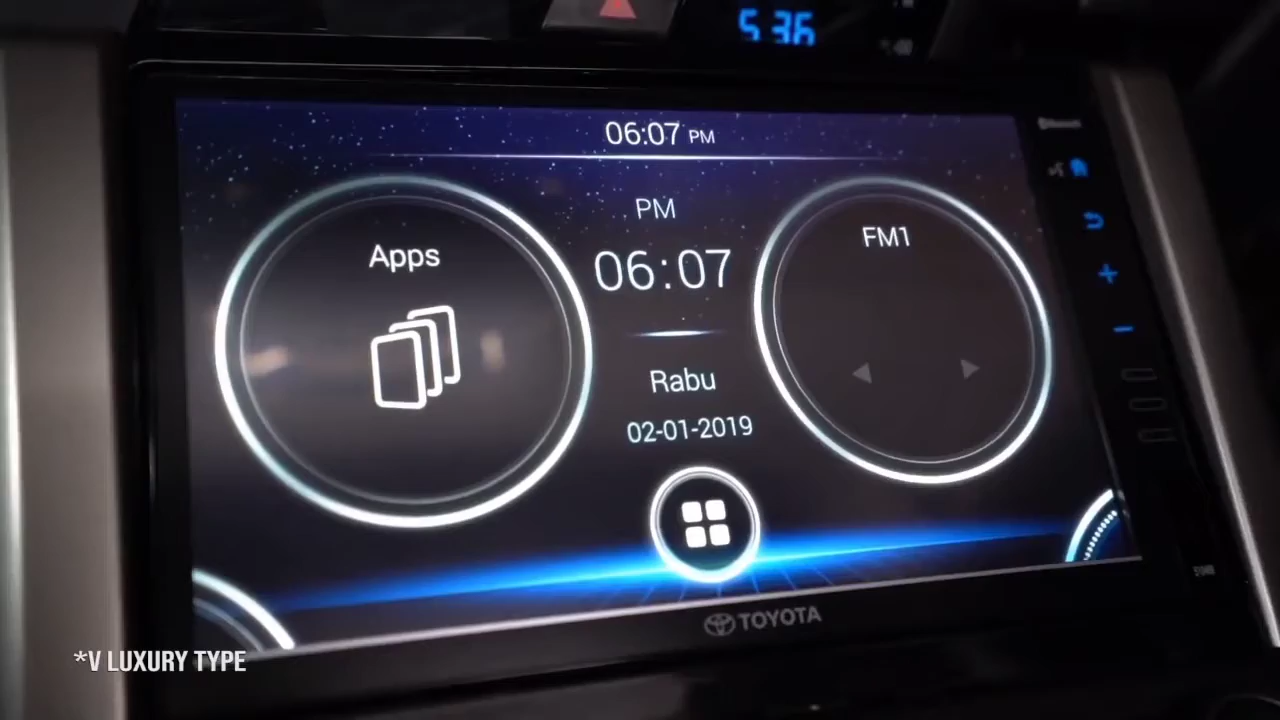 5:36
06:07 PM
PM
06:07
Apps
FM1
Rabu
02-01-2019
TOYOTA
*V LUXURY TYPE